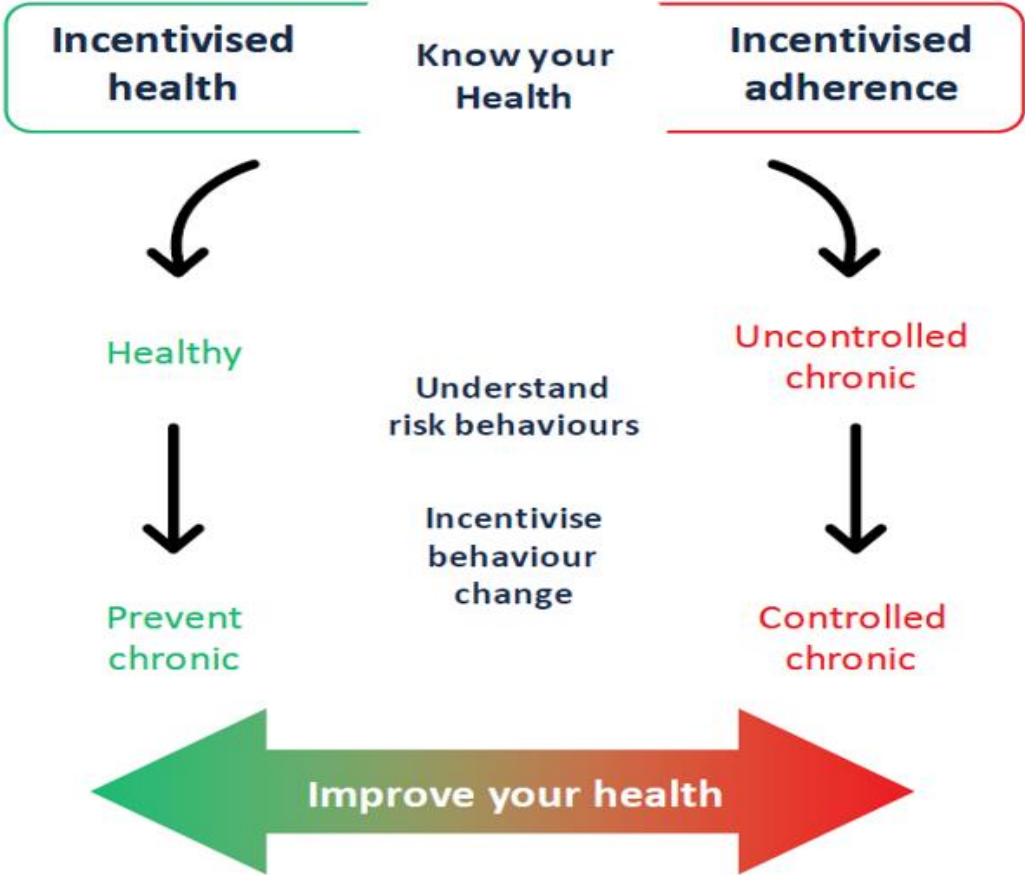 Incentivised
health
Know your
Health
Incentivised
adherence
Healthy
Uncontrolled
chronic
Understand
risk behaviours
Incentivise
behaviour
change
Prevent
chronic
Controlled
chronic
Improve your health